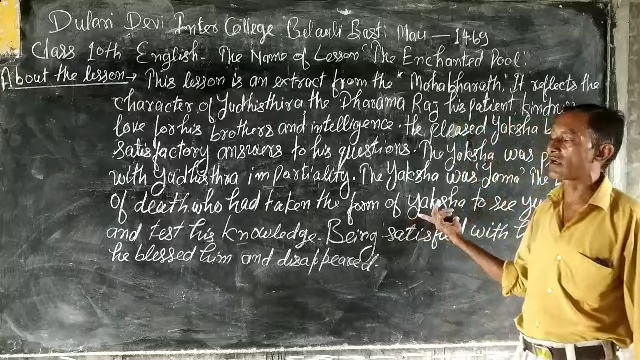 Dulari Devi Inter College Belauli Basti Mau - 1469
Class 10th English - The Name of Lesson "The Enchanted Pool".
About the lesson → This lesson is an extract from the "Mahabharath". It reflects the
character of Yudhisthira the Dharama Raj his patient kindness
love for his brothers and intelligence. He pleased Yaksha b
satisfactory answers to his questions. The Yaksha was p
with Yudhisthra impartiality. The Yaksha was 'Yama' The
of death, who had taken the form of Yaksha to see Yu
and test his knowledge. Being satisfied with h
he blessed him and disappeared.